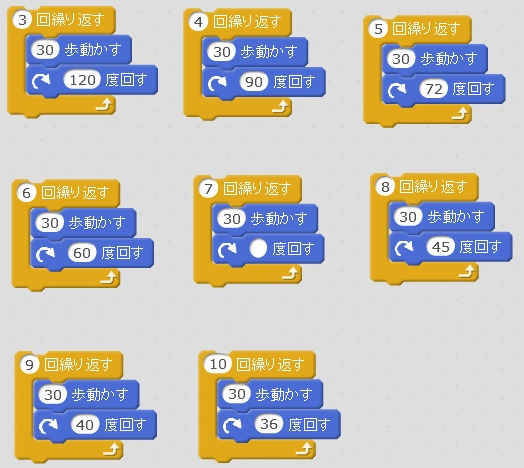 3 回繰り返す
30 歩動かす
120 度回す
4 回繰り返す
30 歩動かす
90 度回す
5 回繰り返す
30 歩動かす
72 度回す
6 回繰り返す
30 歩動かす
60 度回す
7 回繰り返す
30 歩動かす
度回す
8 回繰り返す
30 歩動かす
45 度回す
9 回繰り返す
30 歩動かす
40 度回す
10 回繰り返す
30 歩動かす
36 度回す